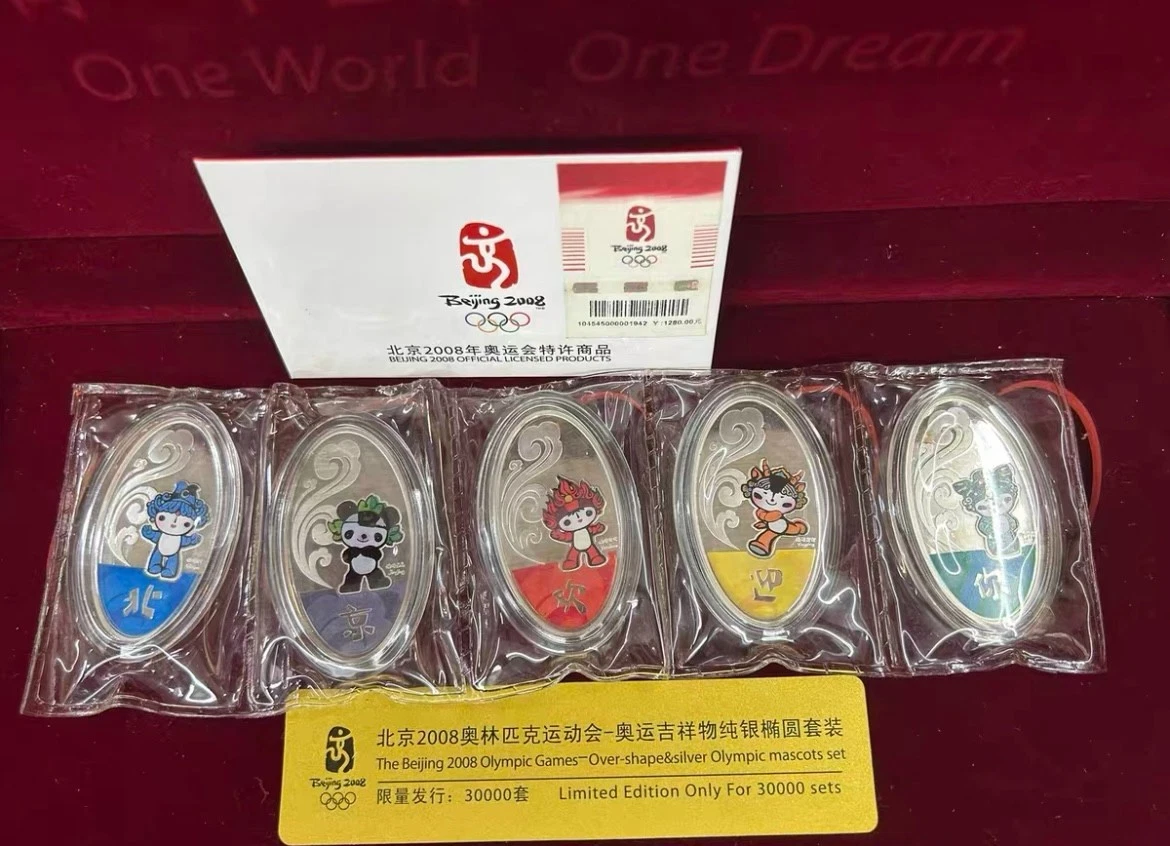 One World One Dream
Beijing 2008
北京2008年奥运会特许商品
BEIJING 2008 OFFICIAL LICENSED PRODUCTS
Beijing 2008
北
京
欢
迎
你
Beijing 2008
北京2008奥林匹克运动会-奥运吉祥物纯银椭圆套装
The Beijing 2008 Olympic Games-Over-shape&silver Olympic mascots set
限量发行：30000套 Limited Edition Only For 30000 sets